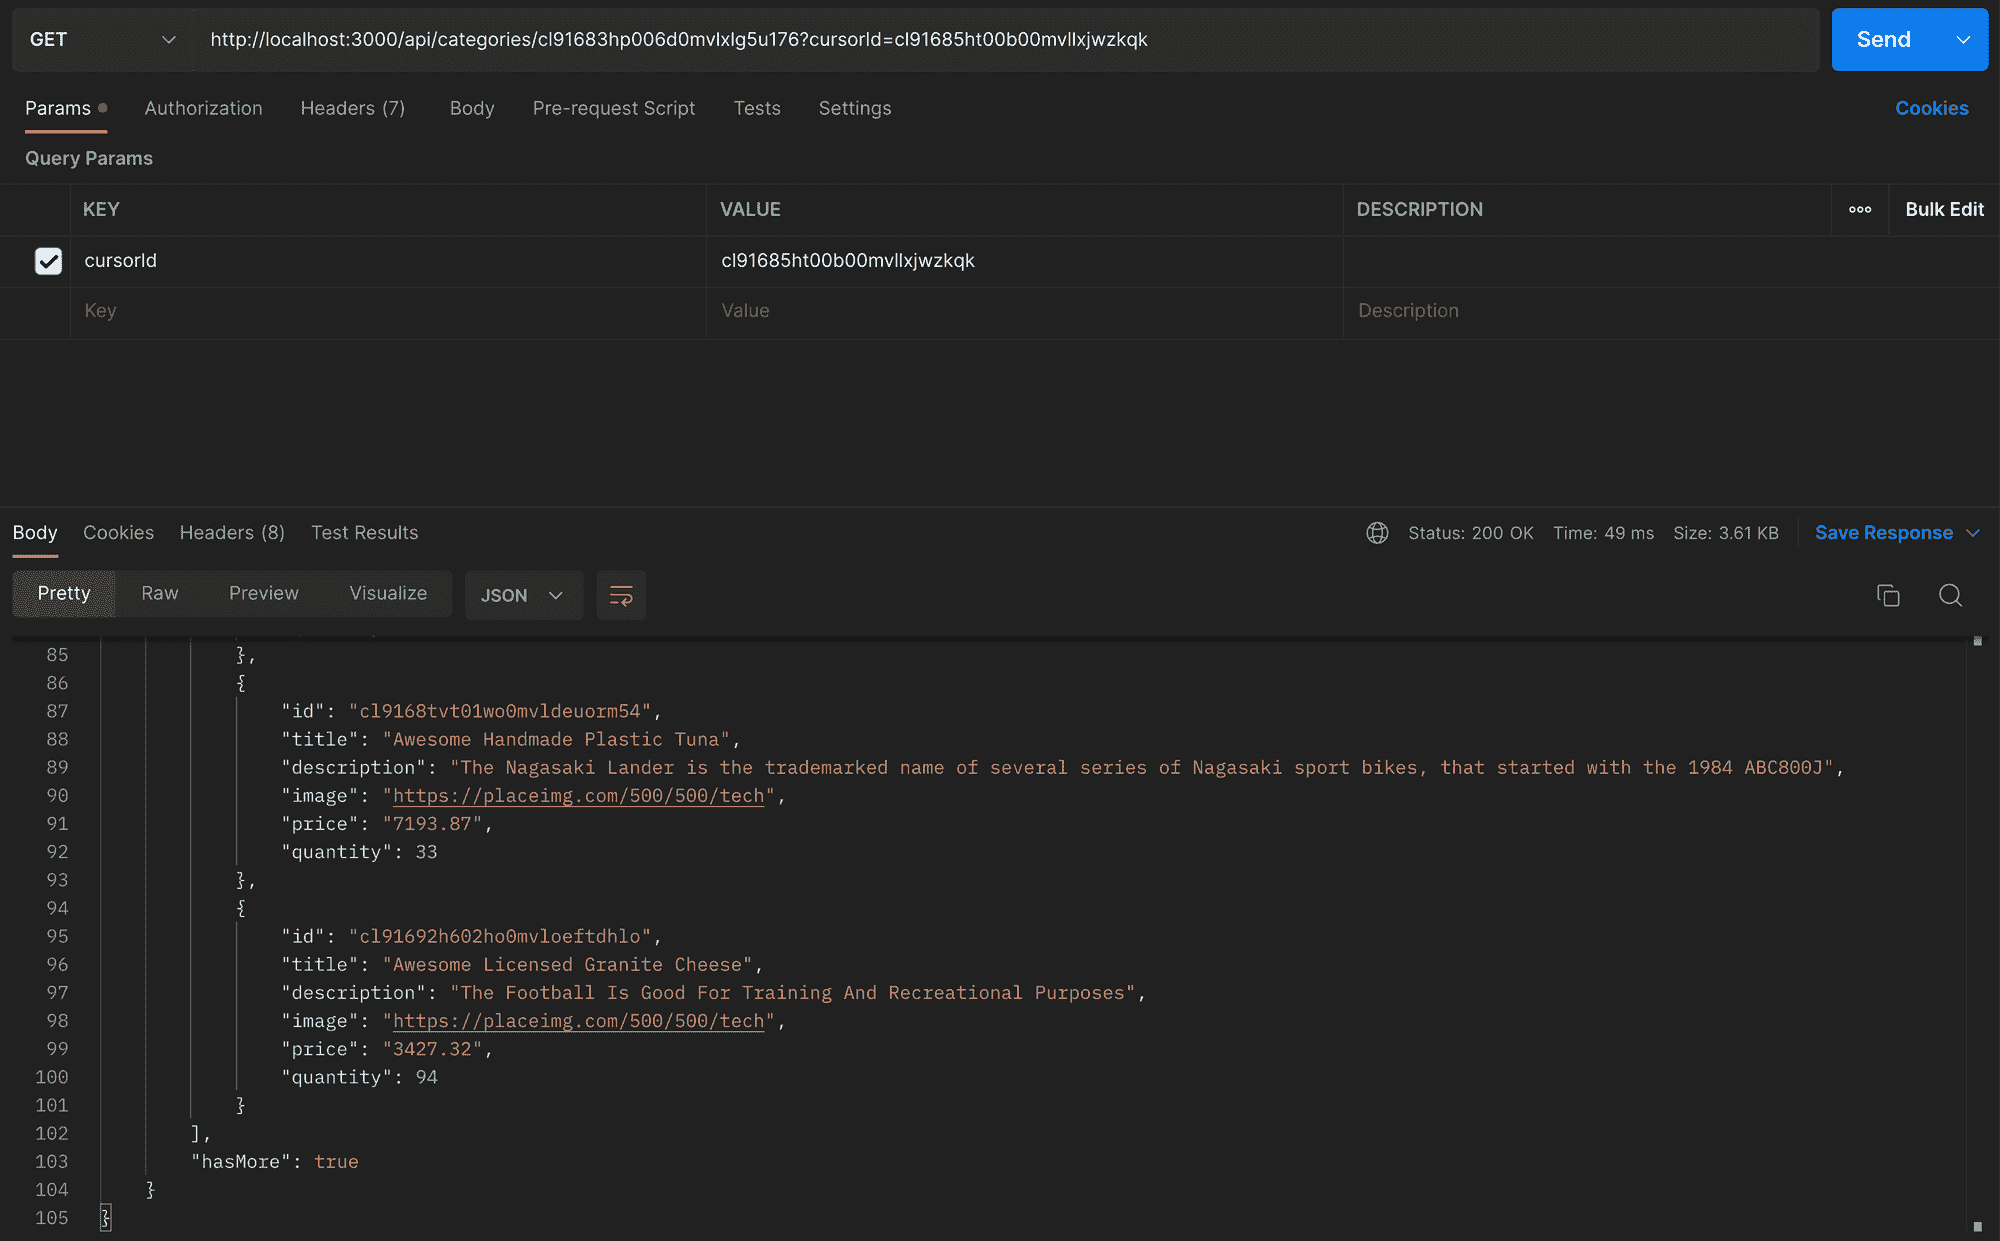 GET http://localhost:3000/api/categories/cl91683hp006d0mvlxlg5u176?cursorId=cl91685ht00b00mvllxjwzkqk Send
Params Authorization Headers (7) Body Pre-request Script Tests Settings Cookies
Query Params
KEY VALUE DESCRIPTION ooo Bulk Edit
cursorId cl91685ht00b00mvllxjwzkqk
Key Value Description
Body Cookies Headers (8) Test Results Status: 200 OK Time: 49 ms Size: 3.61 KB Save Response
Pretty Raw Preview Visualize JSON
85 },
86 {
87 "id": "cl9168tvt01wo0mvldeuorm54",
88 "title": "Awesome Handmade Plastic Tuna",
89 "description": "The Nagasaki Lander is the trademarked name of several series of Nagasaki sport bikes, that started with the 1984 ABC800J",
90 "image": "https://placeimg.com/500/500/tech",
91 "price": "7193.87",
92 "quantity": 33
93 },
94 {
95 "id": "cl91692h602ho0mvloeftdhlo",
96 "title": "Awesome Licensed Granite Cheese",
97 "description": "The Football Is Good For Training And Recreational Purposes",
98 "image": "https://placeimg.com/500/500/tech",
99 "price": "3427.32",
100 "quantity": 94
101 }
102 ],
103 "hasMore": true
104 }
105 }